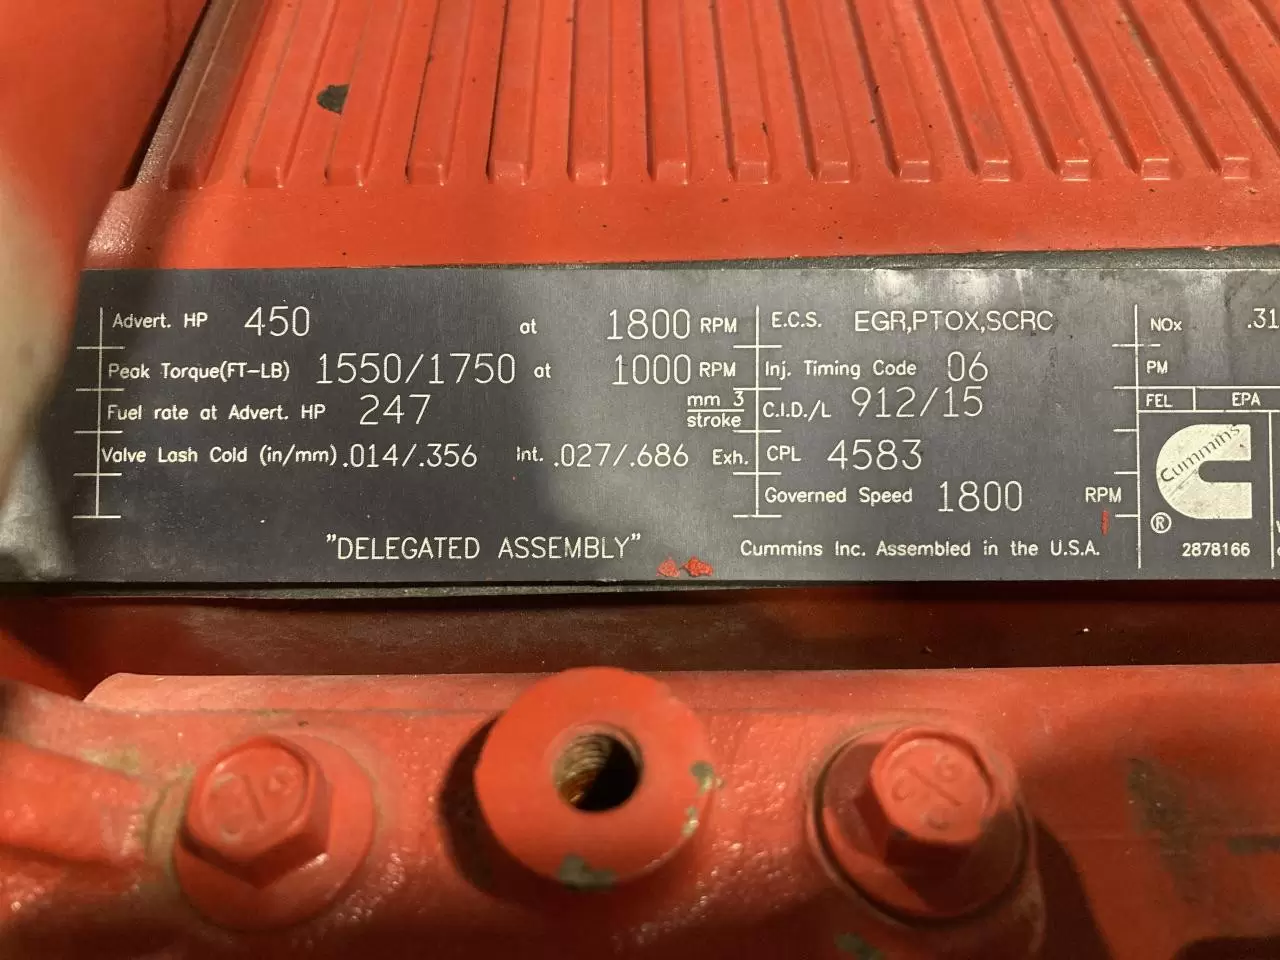 Advert. HP 450 at 1800 RPM
Peak Torque(FT-LB) 1550/1750 at 1000 RPM
Fuel rate at Advert. HP 247 mm 3 stroke
Valve Lash Cold (in/mm) .014/.356 Int. .027/.686 Exh.
"DELEGATED ASSEMBLY"
E.C.S. EGR,PTOX,SCRC
Inj. Timing Code 06
C.I.D./L 912/15
CPL 4583
Governed Speed 1800 RPM
Cummins Inc. Assembled in the U.S.A.
NOx .31
PM
FEL EPA
Cummins
®
2878166